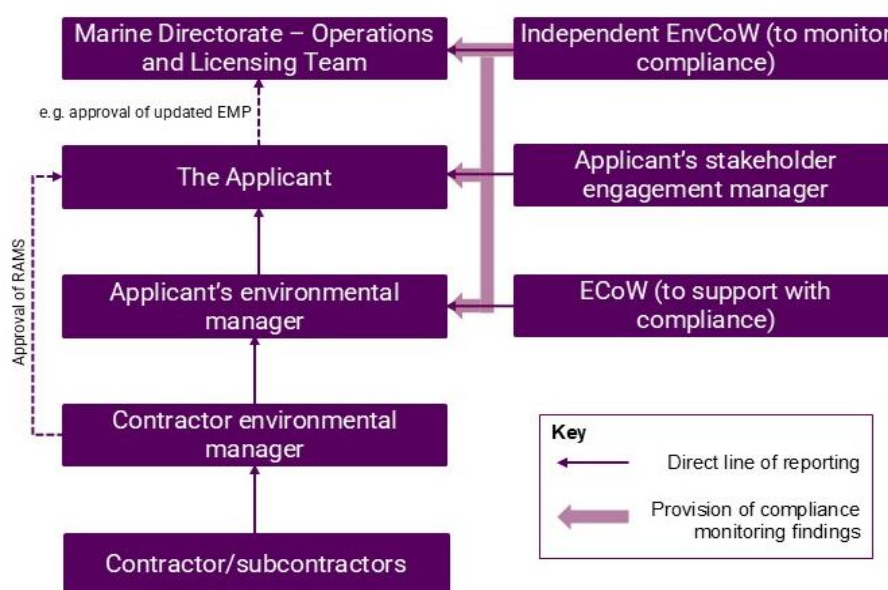 Marine Directorate – Operations
and Licensing Team
Independent EnvCoW (to monitor
compliance)
e.g. approval of updated EMP
The Applicant
Applicant's stakeholder
engagement manager
Approval of RAMS
Applicant's environmental
manager
ECoW (to support with
compliance)
Contractor environmental
manager
Contractor/subcontractors
Key
Direct line of reporting
Provision of compliance
monitoring findings